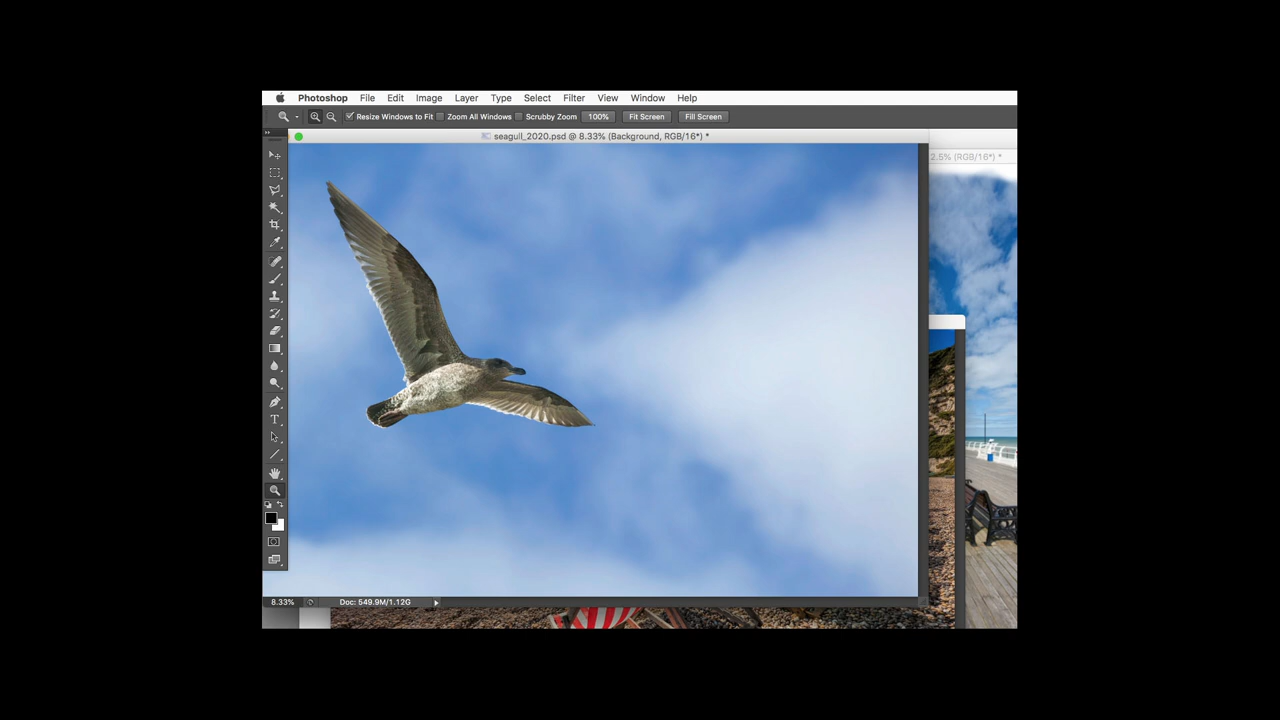 Photoshop File Edit Image Layer Type Select Filter View Window Help
Resize Windows to Fit Zoom All Windows Scrubby Zoom 100% Fit Screen Fill Screen
seagull_2020.psd @ 8.33% (Background, RGB/16*) *
2.5% (RGB/16*) *
T
8.33% Doc: 549.9M/1.12G